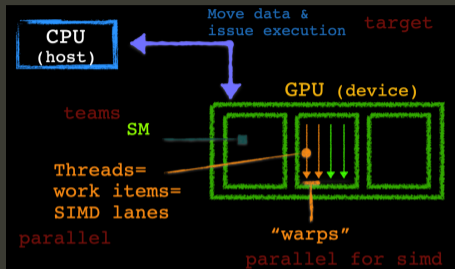 Move data &
issue execution
target
CPU
(host)
GPU (device)
teams
SM
Threads=
work items=
SIMD lanes
parallel
"warps"
parallel for simd